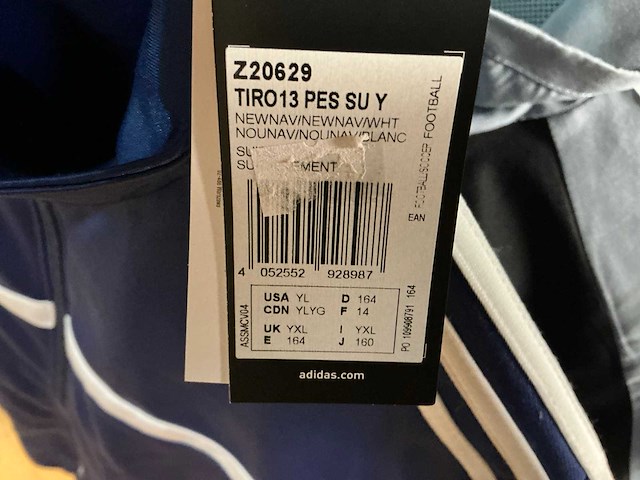 Z20629
TIRO13 PES SU Y
NEWNAV/NEWNAV/WHT
NOUNAV/NOUNAV/BLANC
FOOTBALL/SOCCER FOOTBALL
EAN
4 052552 928987
ASSMCV04
USA YL D 164
CDN YLYG F 14
UK YXL I YXL
E 164 J 160
PO 109908791 164
adidas.com